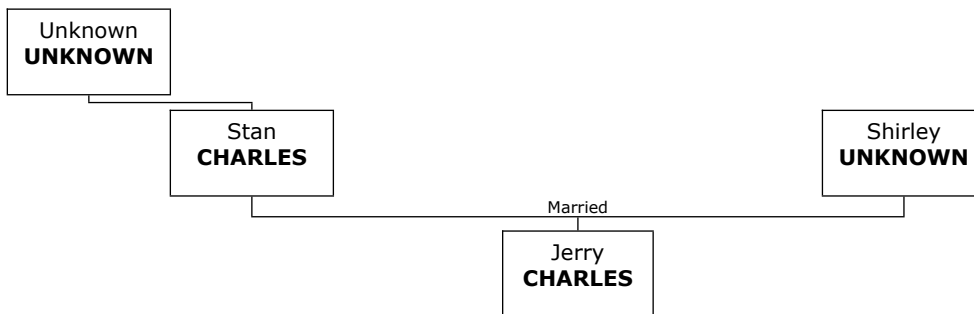 Unknown
UNKNOWN
Stan
CHARLES
Shirley
UNKNOWN
Married
Jerry
CHARLES